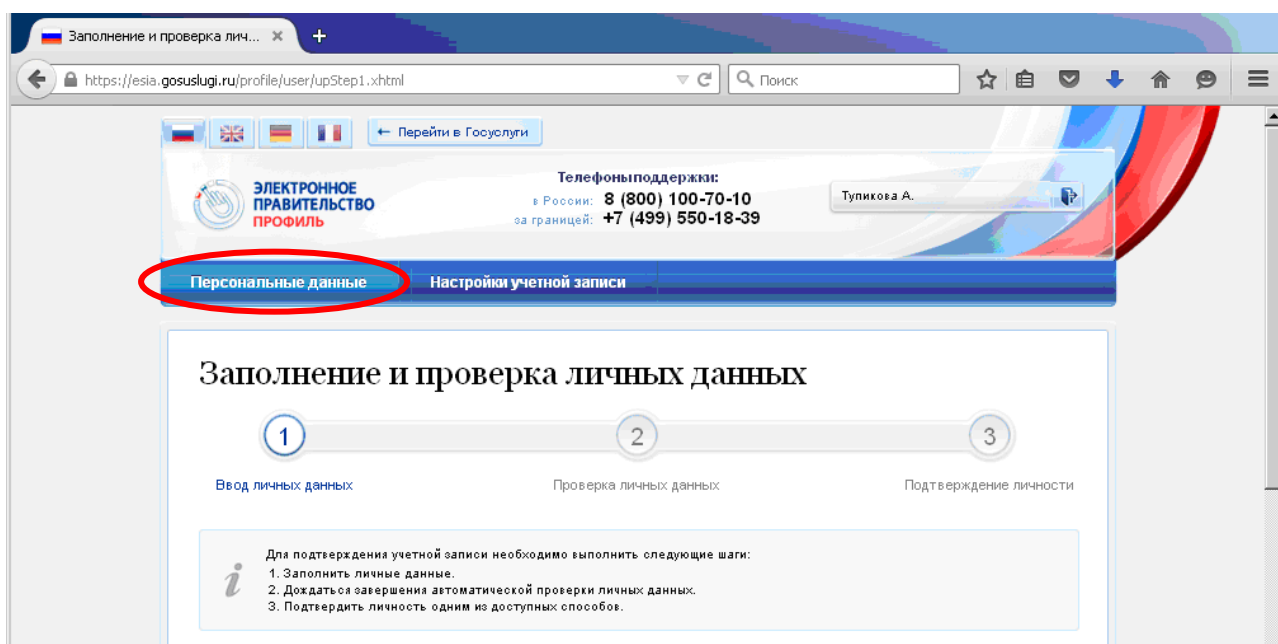 Заполнение и проверка лич...
https://esia.gosuslugi.ru/profile/user/upStep1.xhtml
Поиск
← Перейти в Госуслуги
ЭЛЕКТРОННОЕ
ПРАВИТЕЛЬСТВО
ПРОФИЛЬ
Телефоны поддержки:
в России: 8 (800) 100-70-10
за границей: +7 (499) 550-18-39
Тупикова А.
Персональные данные Настройки учетной записи
Заполнение и проверка личных данных
1 2 3
Ввод личных данных Проверка личных данных Подтверждение личности
Для подтверждения учетной записи необходимо выполнить следующие шаги:
1. Заполнить личные данные.
2. Дождаться завершения автоматической проверки личных данных.
3. Подтвердить личность одним из доступных способов.